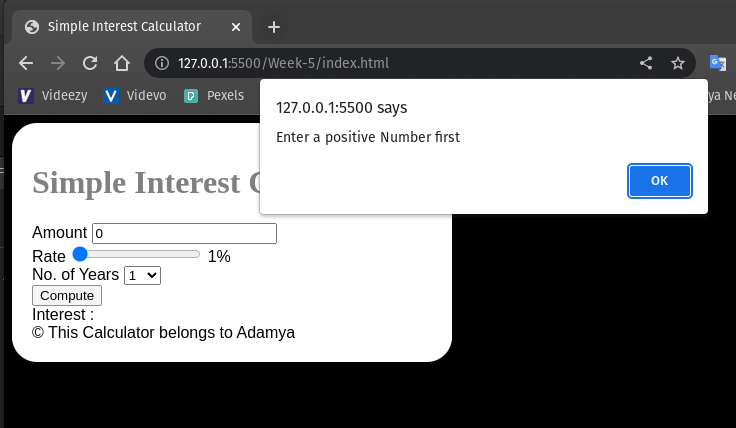 Simple Interest Calculator
127.0.0.1:5500/Week-5/index.html
Videezy Videvo Pexels
127.0.0.1:5500 says
Enter a positive Number first
OK
Simple Interest
Amount 0
Rate 1%
No. of Years 1
Compute
Interest :
© This Calculator belongs to Adamya